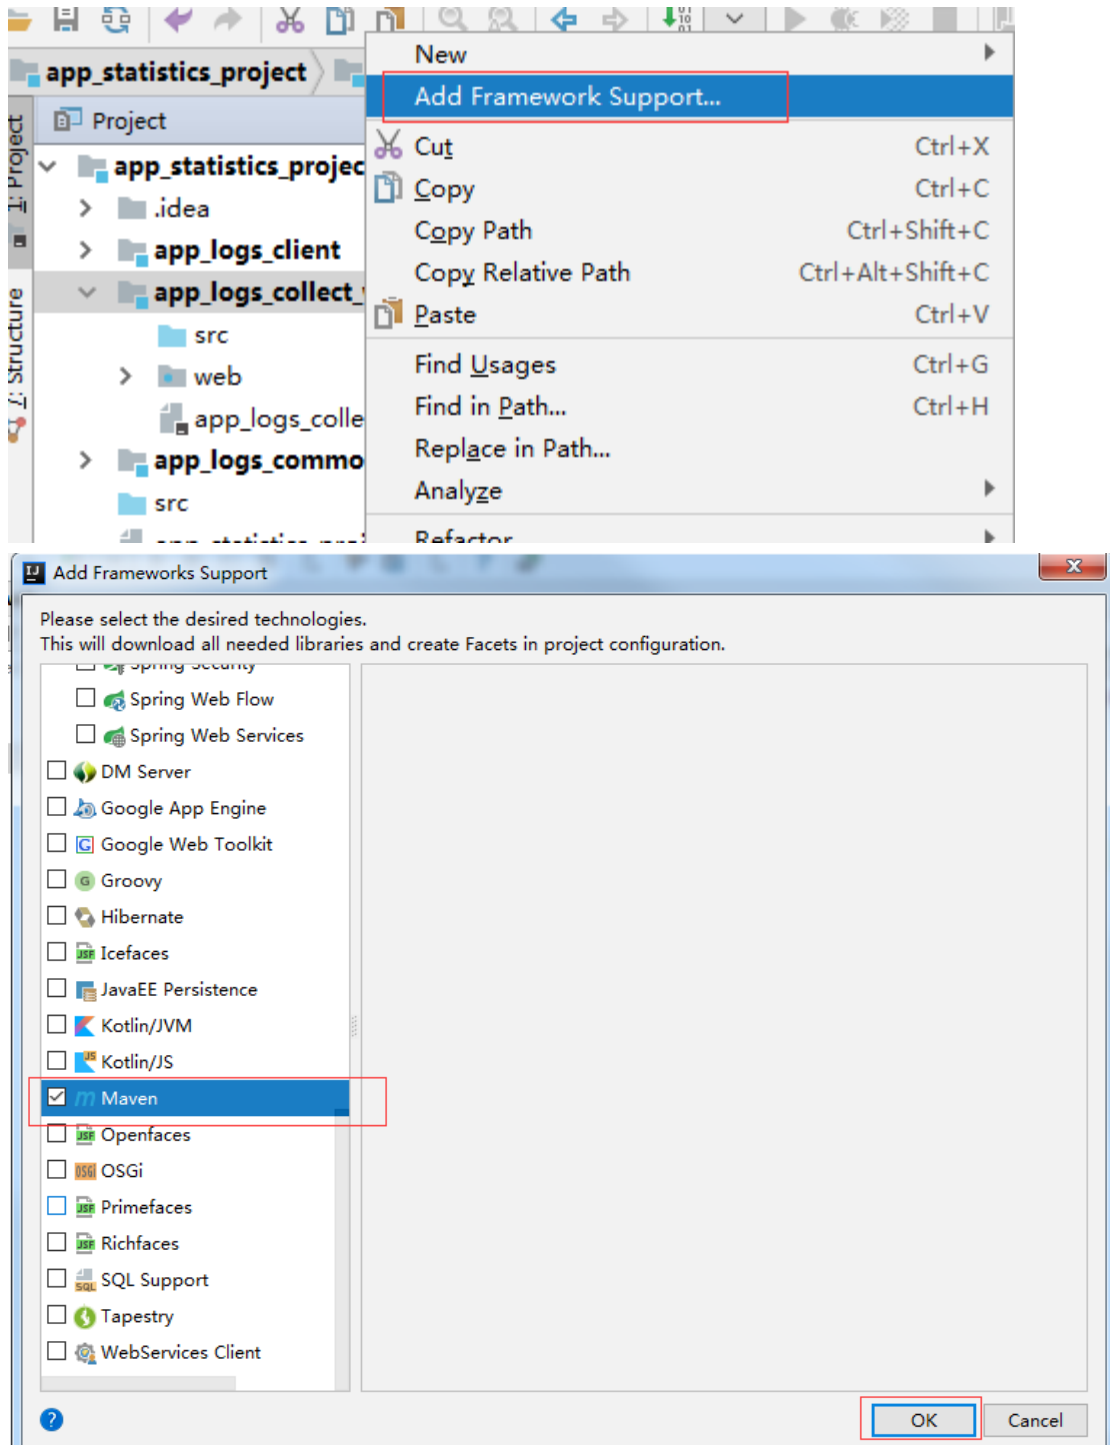 New
app_statistics_project
Add Framework Support...
1: Project
Project
Cut Ctrl+X
app_statistics_projec
Copy Ctrl+C
.idea
Copy Path Ctrl+Shift+C
app_logs_client
Copy Relative Path Ctrl+Alt+Shift+C
app_logs_collect_
Paste Ctrl+V
src
7: Structure
Find Usages Ctrl+G
web
Find in Path... Ctrl+H
app_logs_colle
Replace in Path...
app_logs_commo
Analyze
src
Refactor
Add Frameworks Support
Please select the desired technologies.
This will download all needed libraries and create Facets in project configuration.
Spring Security
Spring Web Flow
Spring Web Services
DM Server
Google App Engine
Google Web Toolkit
Groovy
Hibernate
Icefaces
JavaEE Persistence
Kotlin/JVM
Kotlin/JS
Maven
Openfaces
OSGi
Primefaces
Richfaces
SQL Support
Tapestry
WebServices Client
OK Cancel